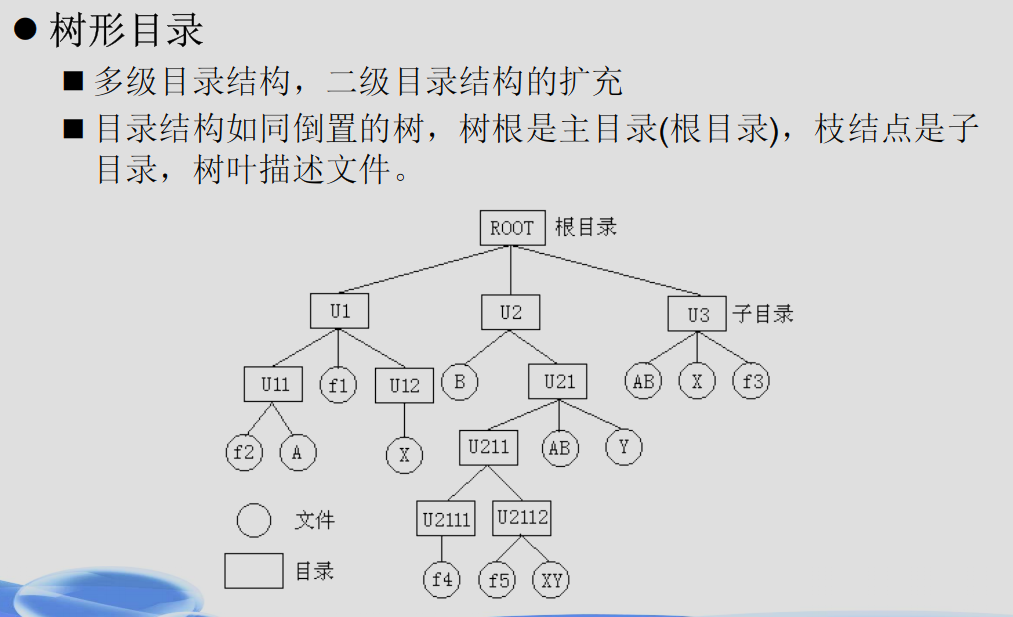 树形目录
多级目录结构，二级目录结构的扩充
目录结构如同倒置的树，树根是主目录(根目录)，枝结点是子
目录，树叶描述文件。
ROOT 根目录
U1 U2 U3 子目录
U11 f1 U12 B U21 AB X f3
f2 A X U211 AB Y
文件 U2111 U2112
目录 f4 f5 XY